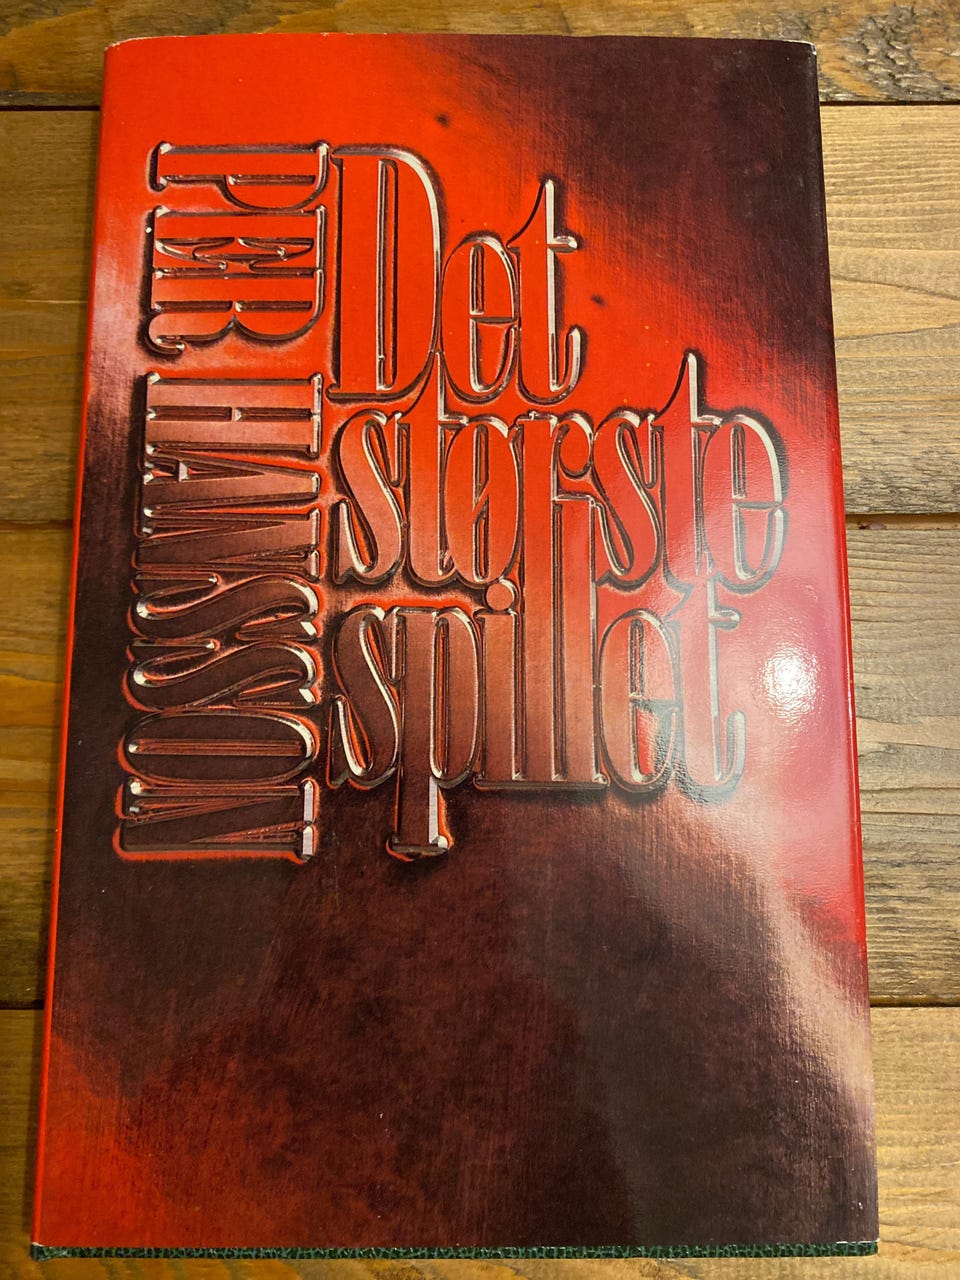 PER HANSSON
Det
største
spillet